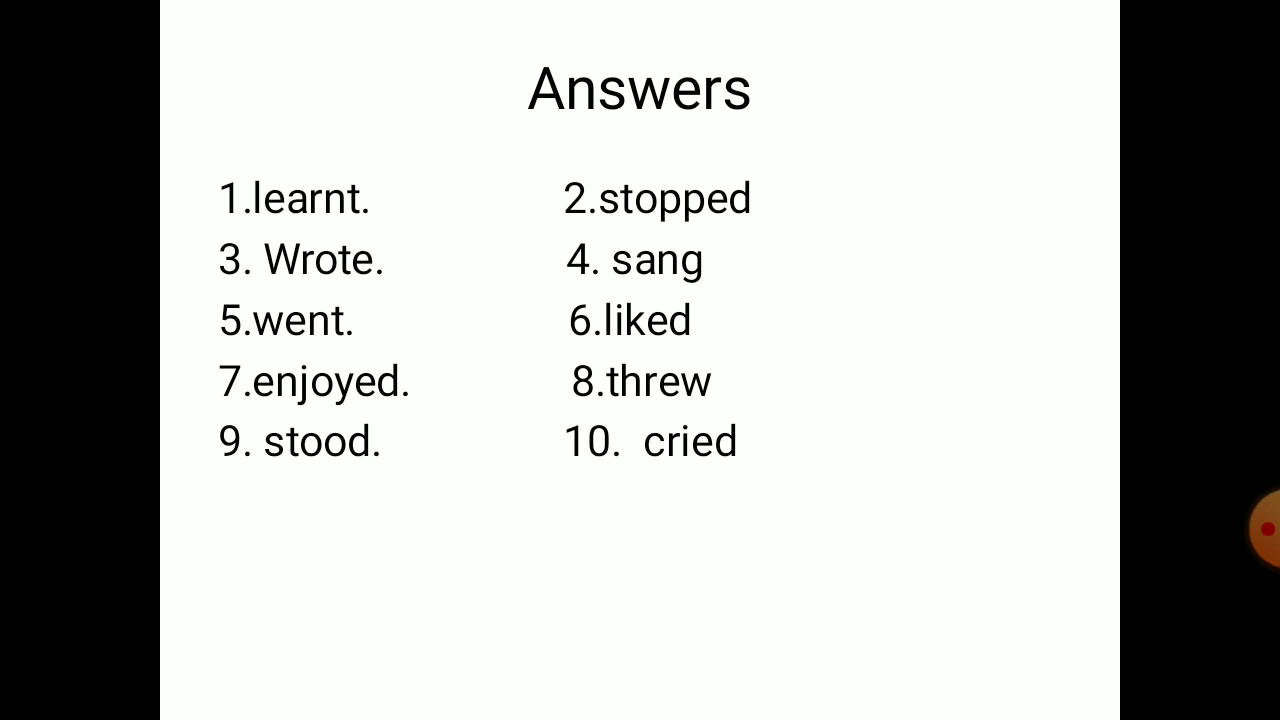 Answers
1.learnt. 2.stopped
3. Wrote. 4. sang
5.went. 6.liked
7.enjoyed. 8.threw
9. stood. 10. cried